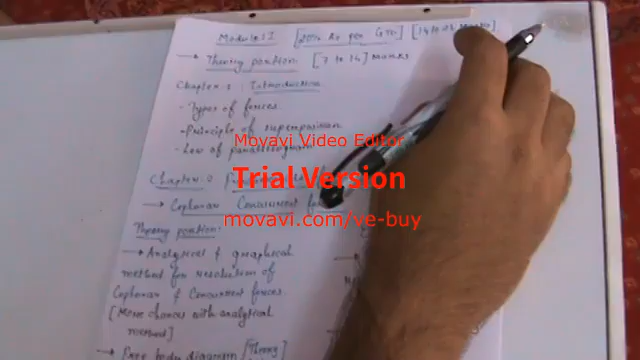 Module: I [20% As per GTU] [14 to
→ Theory portion: [7 to 14] marks
Chapter: 1 : Introduction
- Types of forces.
- Principle of superposition
- Law of parallelogram
Movavi Video Editor
Trial Version
movavi.com/ve-buy
Chapter:
→ Coplanar Concurrent
Theory portion:
→ Analytical & graphical
method for resolution of
Coplanar & Concurrent forces
[More chances with analytical
method]
→ Free body diagram [Theory]